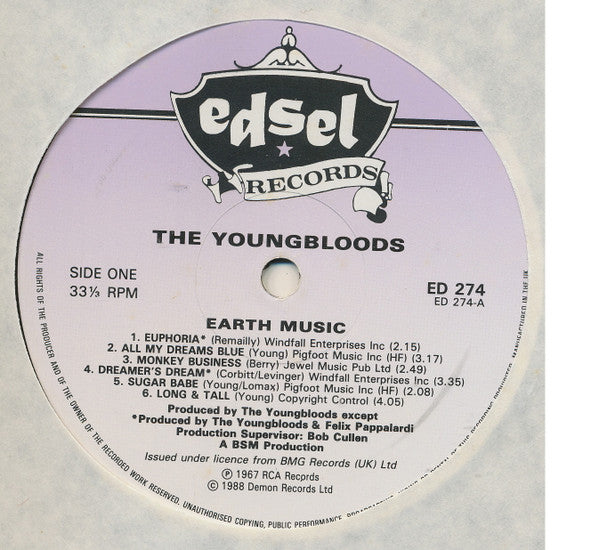 edsel
RECORDS
THE YOUNGBLOODS
SIDE ONE
33⅓ RPM
ED 274
ED 274-A
EARTH MUSIC
1. EUPHORIA* (Remailly) Windfall Enterprises Inc (2.15)
2. ALL MY DREAMS BLUE (Young) Pigfoot Music Inc (HF) (3.17)
3. MONKEY BUSINESS (Berry) Jewel Music Pub Ltd (2.49)
4. DREAMER'S DREAM* (Corbitt/Levinger) Windfall Enterprises Inc (3.35)
5. SUGAR BABE (Young/Lomax) Pigfoot Music Inc (HF) (2.08)
6. LONG & TALL (Young) Copyright Control (4.05)
Produced by The Youngbloods except
*Produced by The Youngbloods & Felix Pappalardi
Production Supervisor: Bob Cullen
A BSM Production
Issued under licence from BMG Records (UK) Ltd
℗ 1967 RCA Recprds
© 1988 Demon Records Ltd
ALL RIGHTS OF THE PRODUCER AND OF THE OWNER OF THE RECORDED WORK RESERVED. UNAUTHORISED COPYING, PUBLIC PERFORMANCE, BROADCASTING
MANUFACTURED IN THE UK